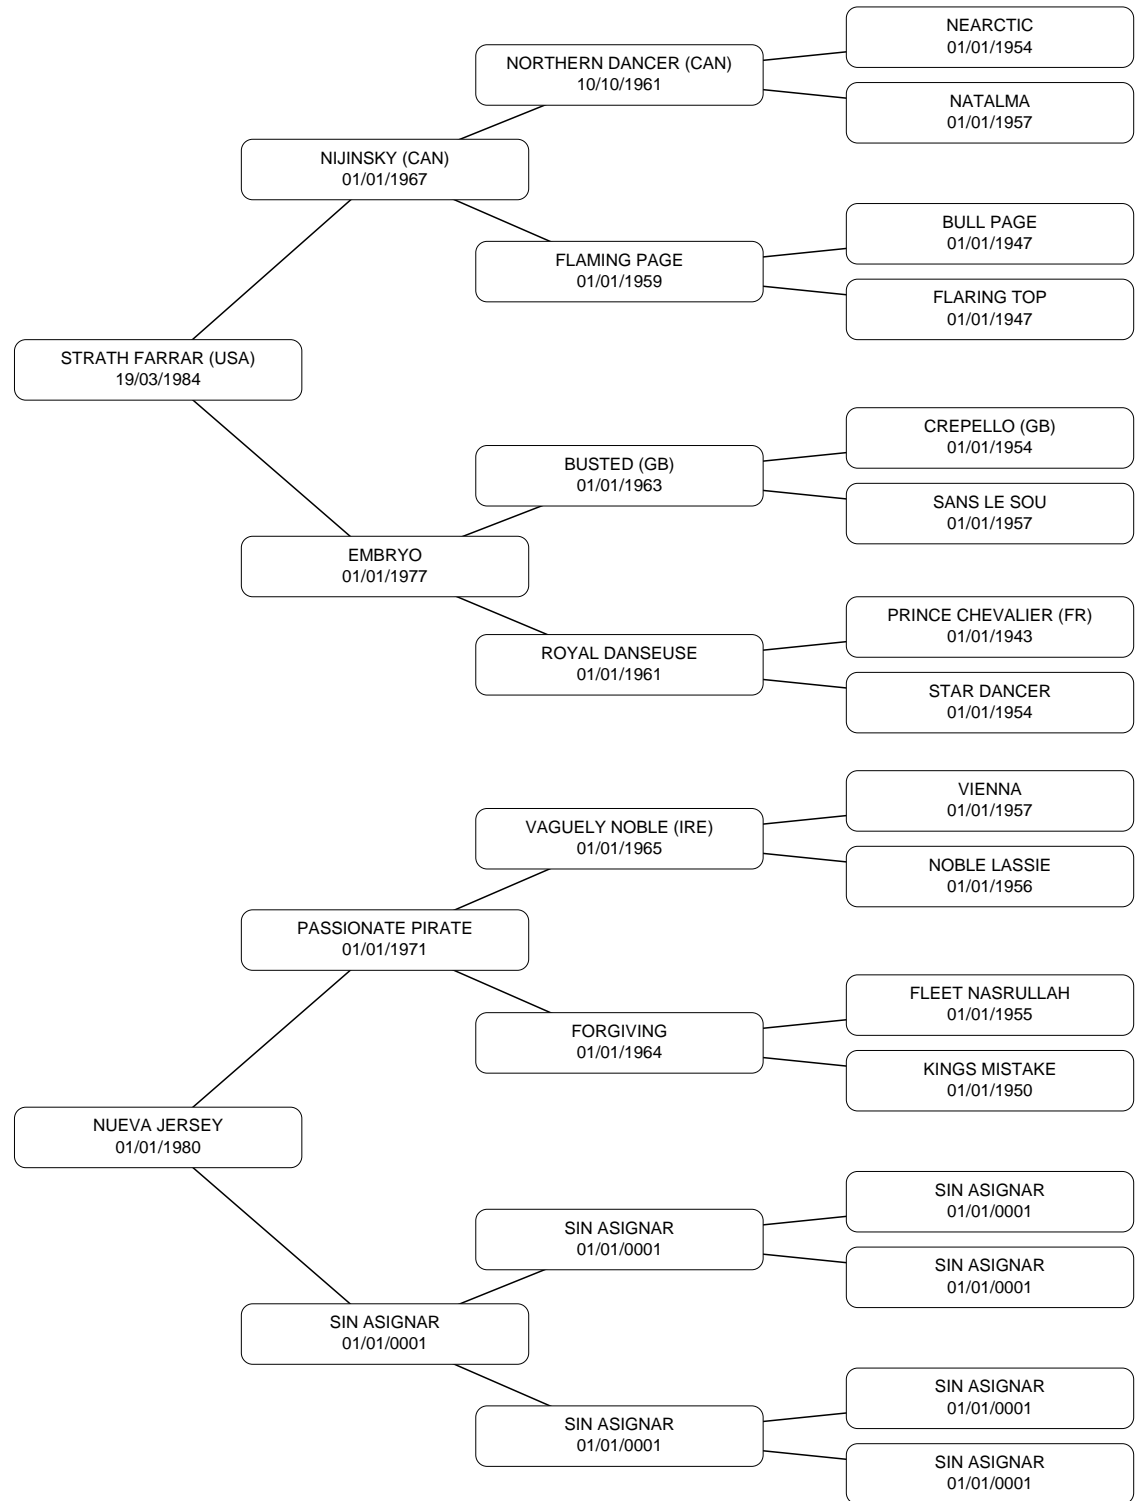 NEARCTIC
01/01/1954
NORTHERN DANCER (CAN)
10/10/1961
NATALMA
01/01/1957
NIJINSKY (CAN)
01/01/1967
BULL PAGE
01/01/1947
FLAMING PAGE
01/01/1959
FLARING TOP
01/01/1947
STRATH FARRAR (USA)
19/03/1984
CREPELLO (GB)
01/01/1954
BUSTED (GB)
01/01/1963
SANS LE SOU
01/01/1957
EMBRYO
01/01/1977
PRINCE CHEVALIER (FR)
01/01/1943
ROYAL DANSEUSE
01/01/1961
STAR DANCER
01/01/1954
VIENNA
01/01/1957
VAGUELY NOBLE (IRE)
01/01/1965
NOBLE LASSIE
01/01/1956
PASSIONATE PIRATE
01/01/1971
FLEET NASRULLAH
01/01/1955
FORGIVING
01/01/1964
KINGS MISTAKE
01/01/1950
NUEVA JERSEY
01/01/1980
SIN ASIGNAR
01/01/0001
SIN ASIGNAR
01/01/0001
SIN ASIGNAR
01/01/0001
SIN ASIGNAR
01/01/0001
SIN ASIGNAR
01/01/0001
SIN ASIGNAR
01/01/0001
SIN ASIGNAR
01/01/0001